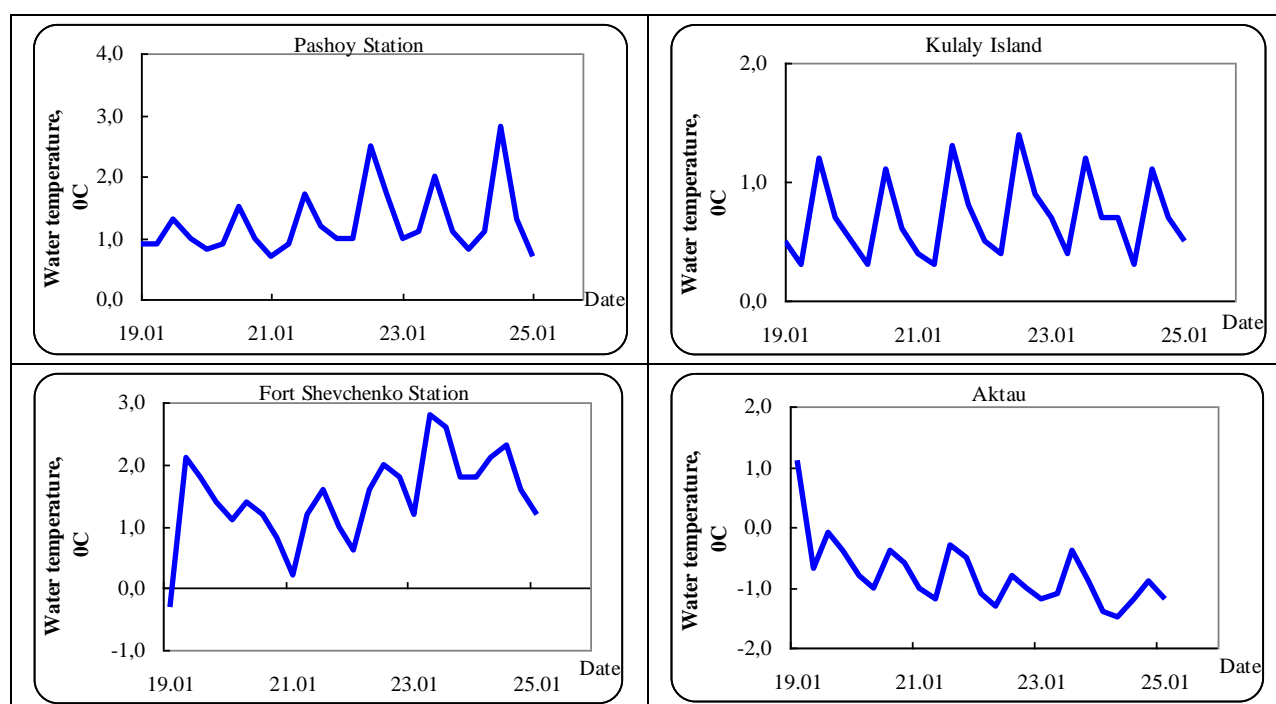 Pashoy Station
4,0
3,0
2,0
1,0
0,0
Water temperature,
0C
Date
19.01 21.01 23.01 25.01
Kulaly Island
2,0
1,0
0,0
Water temperature,
0C
Date
19.01 21.01 23.01 25.01
Fort Shevchenko Station
3,0
2,0
1,0
0,0
-1,0
Water temperature,
0C
Date
19.01 21.01 23.01 25.01
Aktau
2,0
1,0
0,0
-1,0
-2,0
Water temperature,
0C
Date
19.01 21.01 23.01 25.01